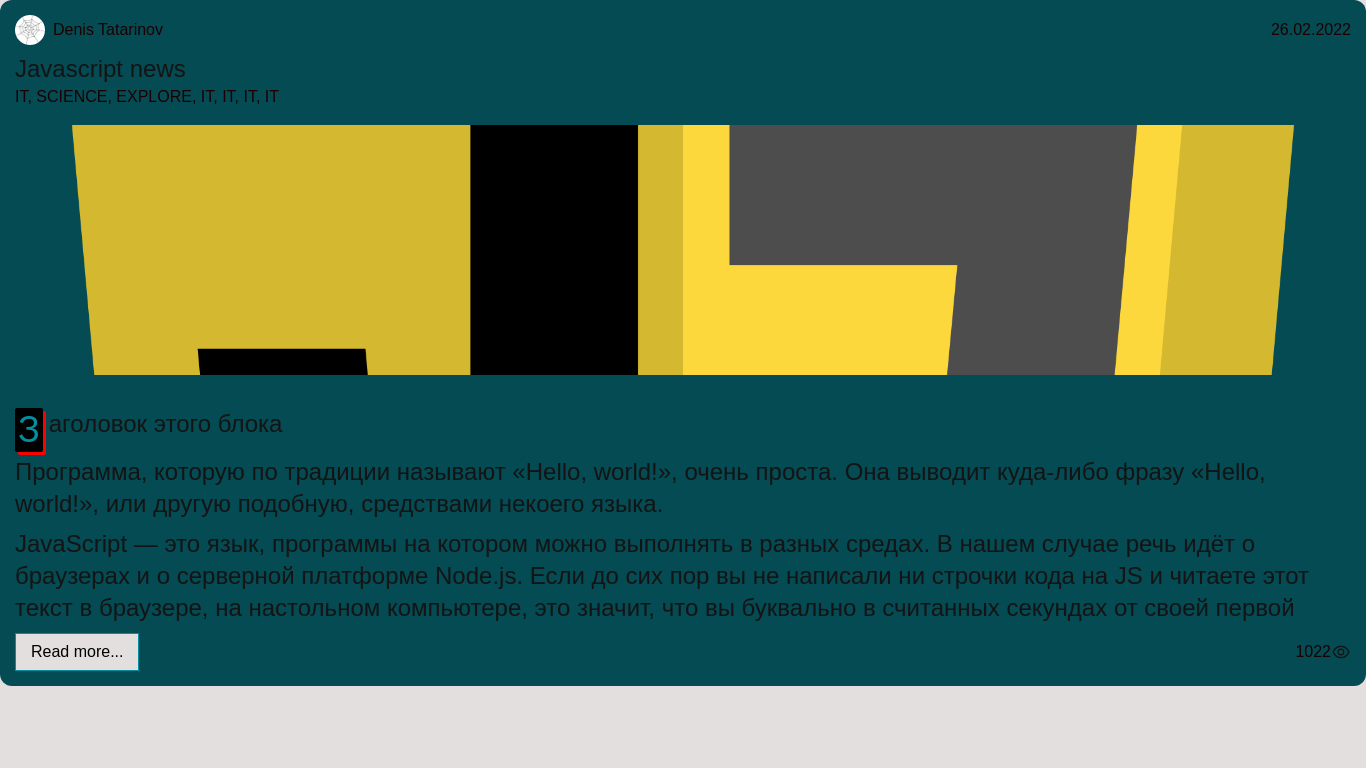 Denis Tatarinov
26.02.2022
Javascript news
IT, SCIENCE, EXPLORE, IT, IT, IT, IT
Заголовок этого блока
Программа, которую по традиции называют «Hello, world!», очень проста. Она выводит куда-либо фразу «Hello,
world!», или другую подобную, средствами некоего языка.
JavaScript — это язык, программы на котором можно выполнять в разных средах. В нашем случае речь идёт о
браузерах и о серверной платформе Node.js. Если до сих пор вы не написали ни строчки кода на JS и читаете этот
текст в браузере, на настольном компьютере, это значит, что вы буквально в считанных секундах от своей первой
Read more...
1022